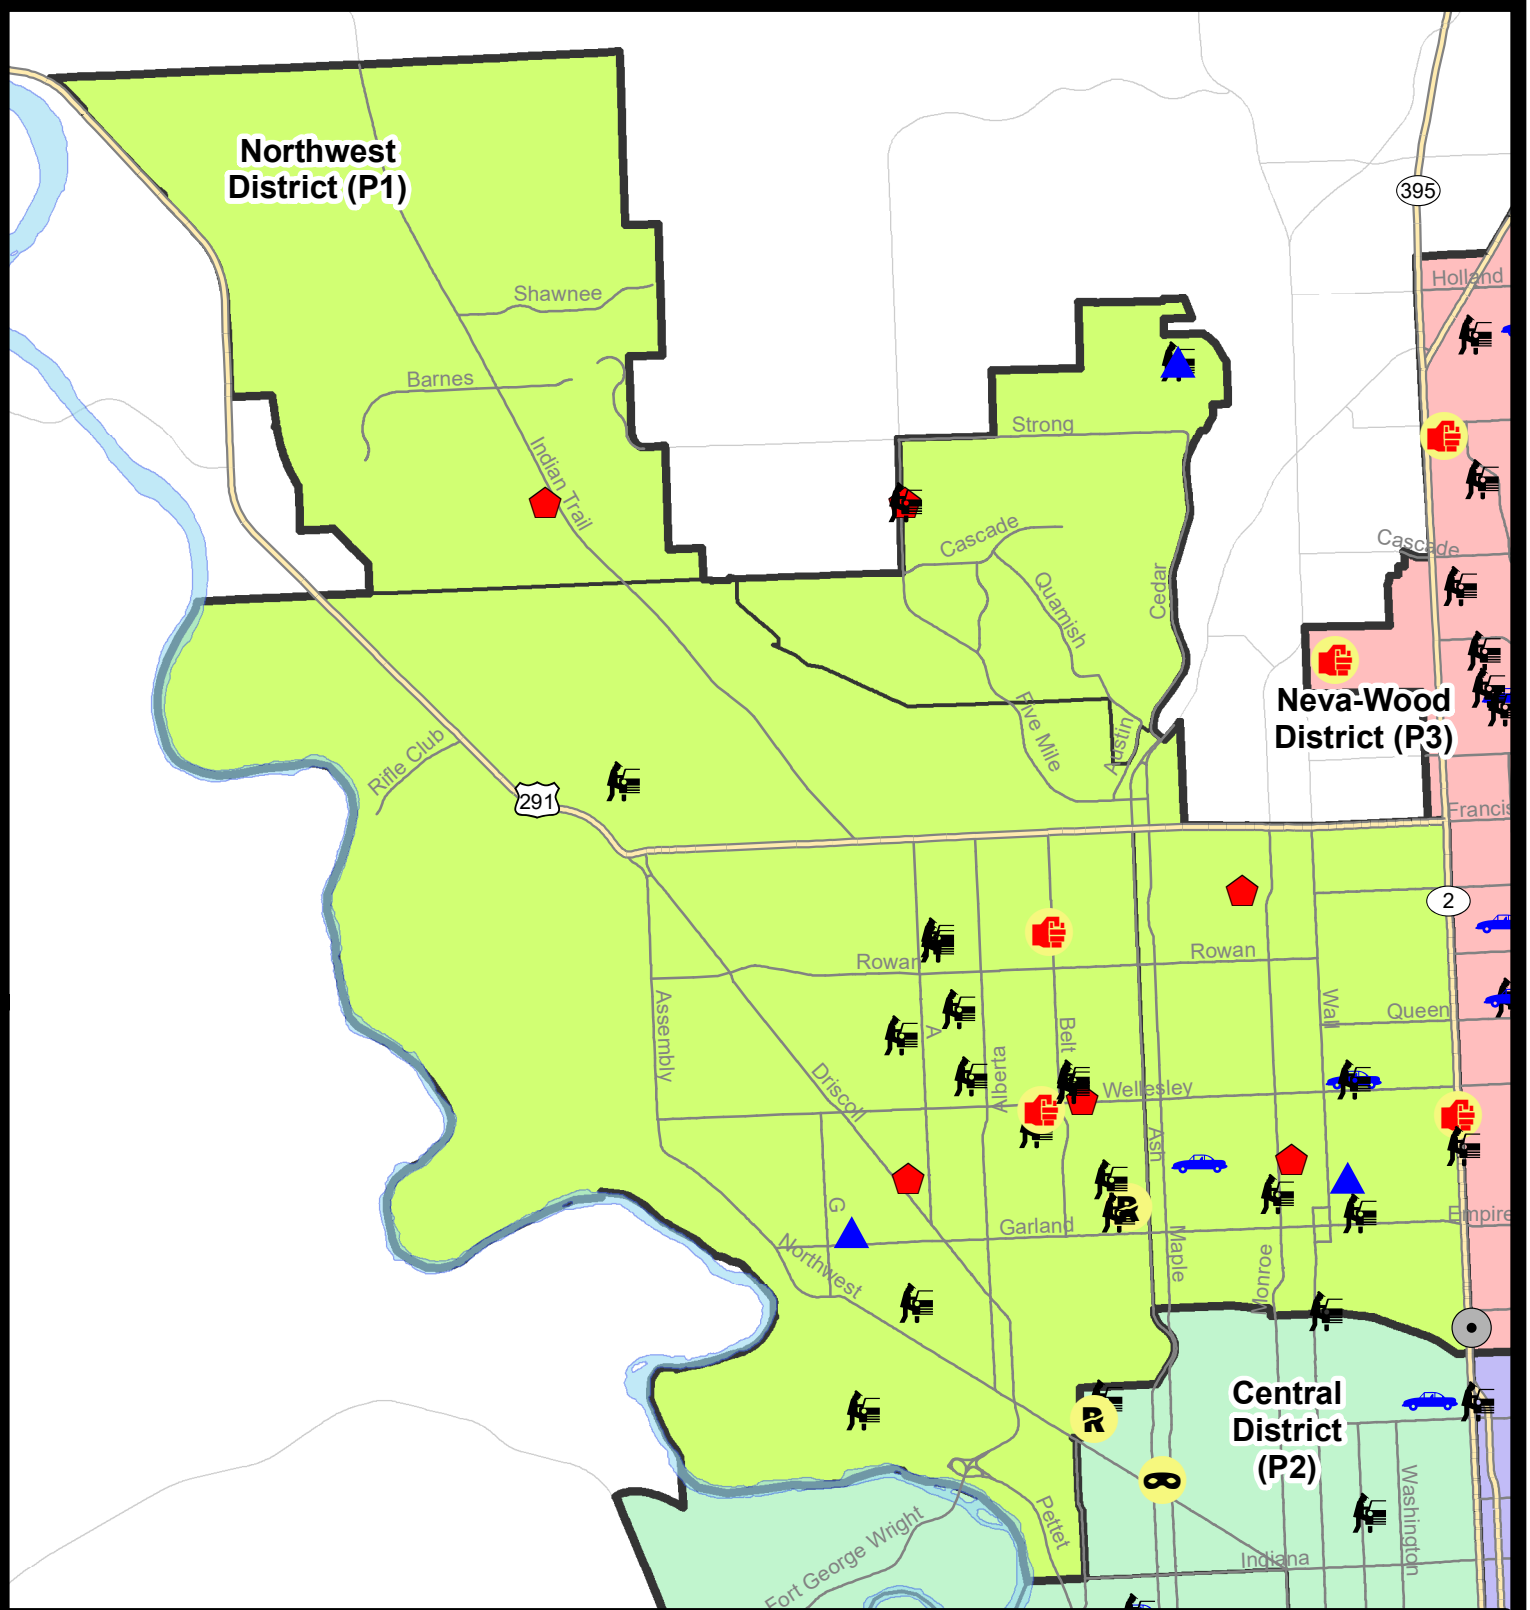 Northwest
District (P1)
395
Holland
Shawnee
Barnes
Strong
Indian Trail
Cascade
Cascade
Quamish
Cedar
Neva-Wood
District (P3)
Five Mile
Austin
Rifle Club
291
Francis
2
Rowan
Rowan
Assembly
A
Belt
Wall
Queen
Alberta
Driscoll
Wellesley
Ash
G
Garland
Empire
Northwest
Maple
Monroe
Central
District
(P2)
R
R
Washington
Pettet
Fort George Wright
Indiana